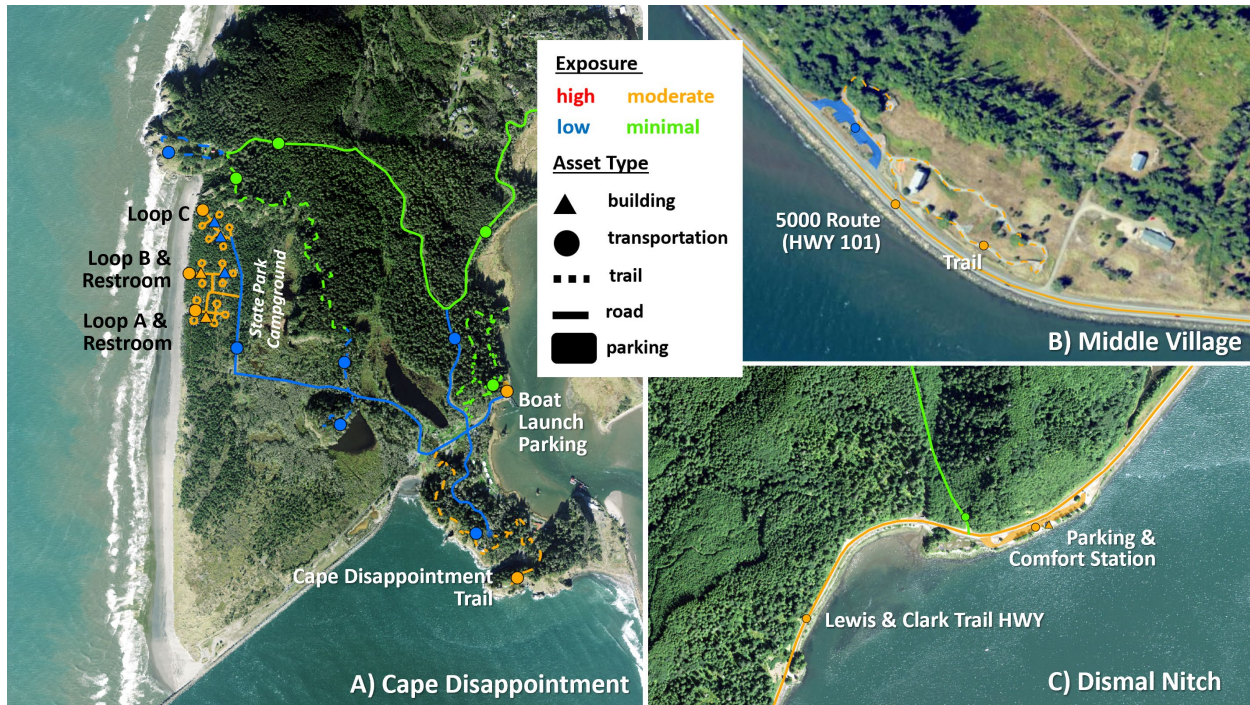 Exposure
high moderate
low minimal
Asset Type
building
transportation
trail
road
parking
Loop C
Loop B &
Restroom
Loop A &
Restroom
State Park
Campground
Boat
Launch
Parking
Cape Disappointment
Trail
A) Cape Disappointment
5000 Route
(HWY 101)
Trail
B) Middle Village
Parking &
Comfort Station
Lewis & Clark Trail HWY
C) Dismal Nitch